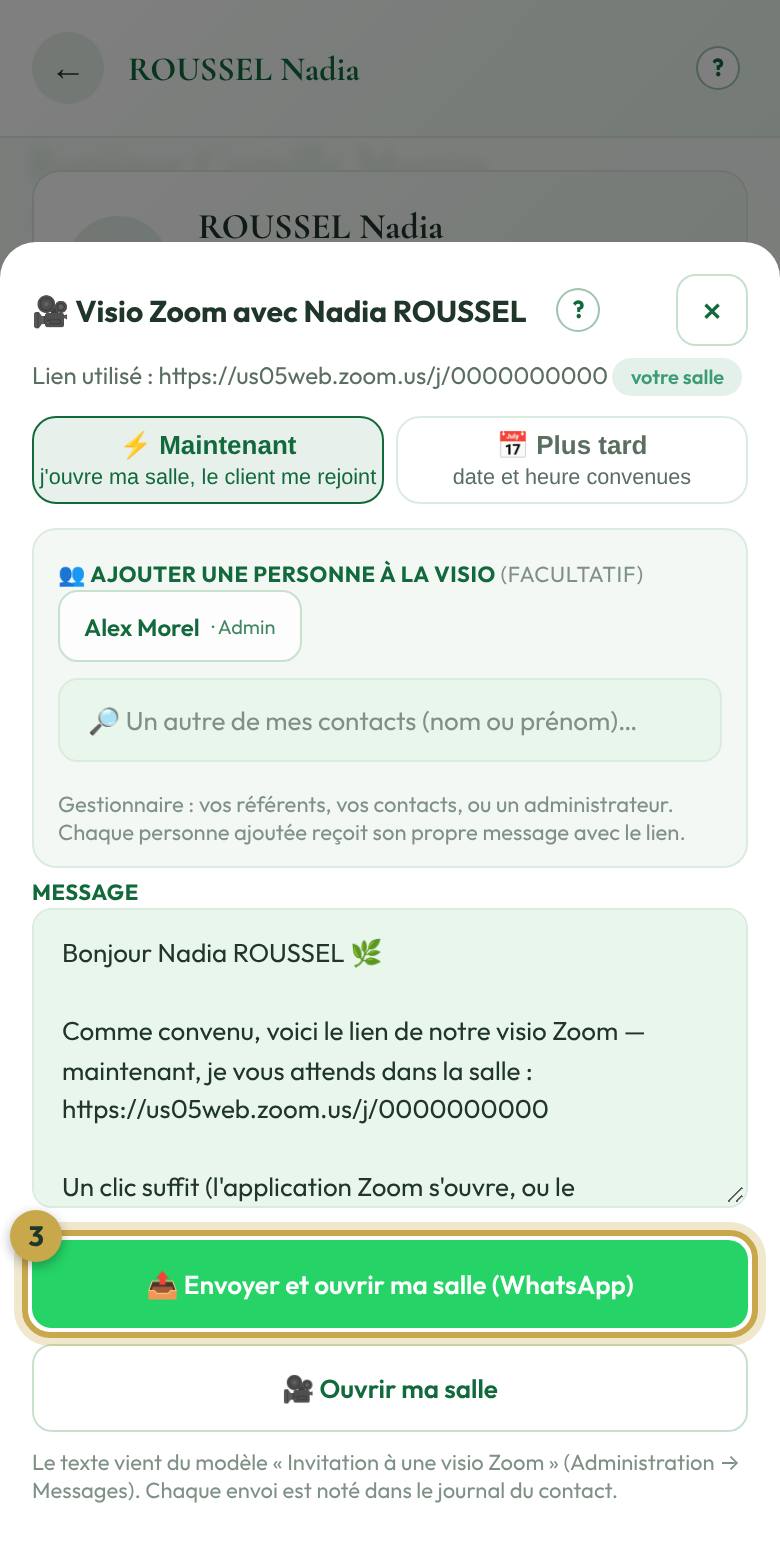 ← ROUSSEL Nadia ?
ROUSSEL Nadia
🎥 Visio Zoom avec Nadia ROUSSEL ? ×
Lien utilisé : https://us05web.zoom.us/j/0000000000 votre salle
⚡ Maintenant
j'ouvre ma salle, le client me rejoint
📅 Plus tard
date et heure convenues
👥 AJOUTER UNE PERSONNE À LA VISIO (FACULTATIF)
Alex Morel · Admin
🔎 Un autre de mes contacts (nom ou prénom)…
Gestionnaire : vos référents, vos contacts, ou un administrateur.
Chaque personne ajoutée reçoit son propre message avec le lien.
MESSAGE
Bonjour Nadia ROUSSEL 🌿
Comme convenu, voici le lien de notre visio Zoom —
maintenant, je vous attends dans la salle :
https://us05web.zoom.us/j/0000000000
Un clic suffit (l'application Zoom s'ouvre, ou le
3
📤 Envoyer et ouvrir ma salle (WhatsApp)
🎥 Ouvrir ma salle
Le texte vient du modèle « Invitation à une visio Zoom » (Administration →
Messages). Chaque envoi est noté dans le journal du contact.